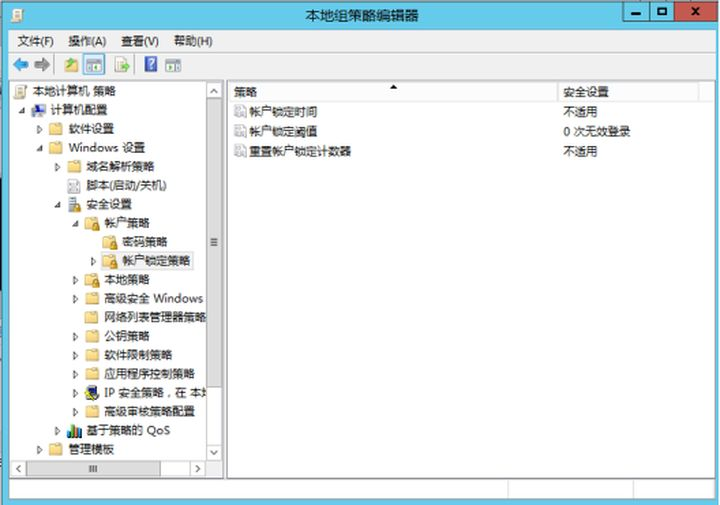 本地组策略编辑器
文件(F) 操作(A) 查看(V) 帮助(H)
本地计算机 策略
计算机配置
软件设置
Windows 设置
域名解析策略
脚本(启动/关机)
安全设置
帐户策略
密码策略
帐户锁定策略
本地策略
高级安全 Windows
网络列表管理器策略
公钥策略
软件限制策略
应用程序控制策略
IP 安全策略，在 本地
高级审核策略配置
基于策略的 QoS
管理模板
策略 安全设置
帐户锁定时间 不适用
帐户锁定阈值 0 次无效登录
重置帐户锁定计数器 不适用